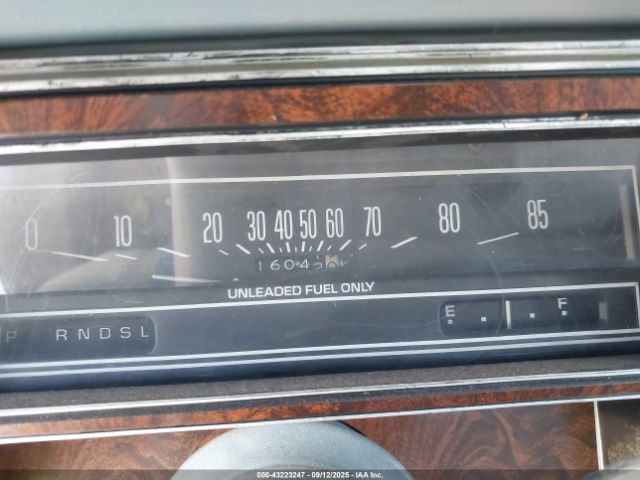 0 10 20 30 40 50 60 70 80 85
UNLEADED FUEL ONLY
E F
P R N D S L
000-43223247 - 09/12/2025 - IAA Inc.